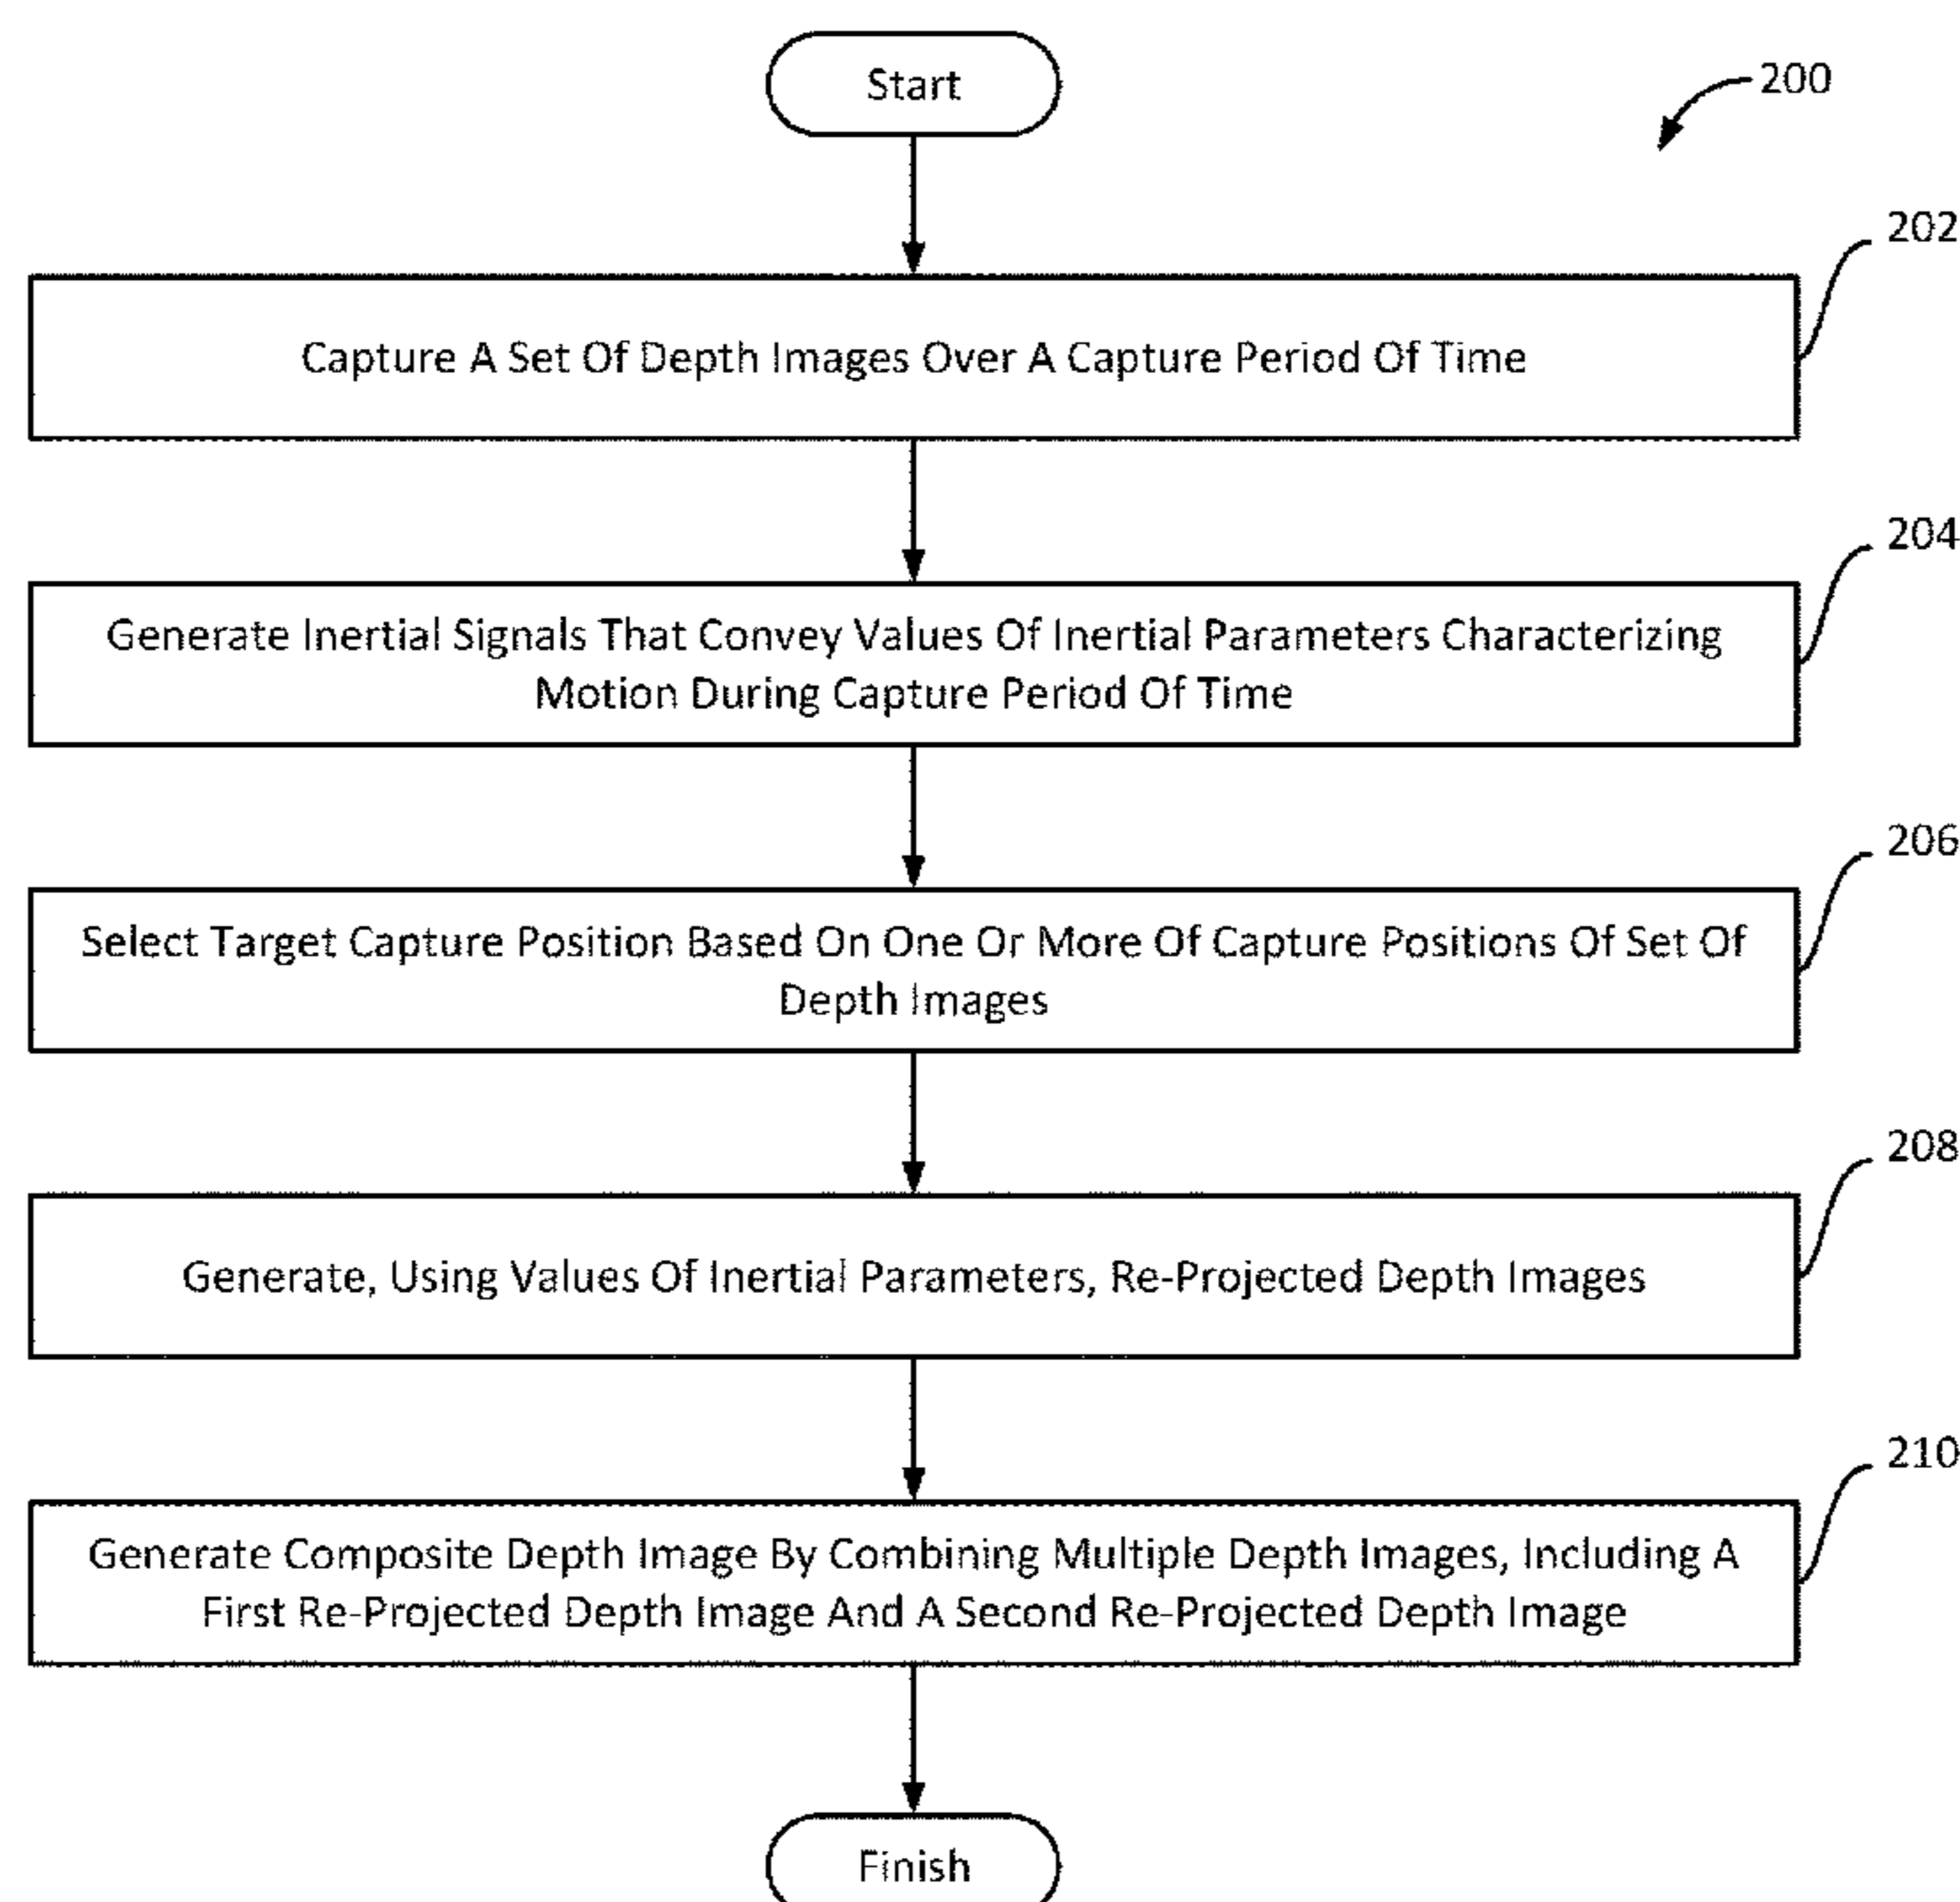 Start
200
202
Capture A Set Of Depth Images Over A Capture Period Of Time
204
Generate Inertial Signals That Convey Values Of Inertial Parameters Characterizing
Motion During Capture Period Of Time
206
Select Target Capture Position Based On One Or More Of Capture Positions Of Set Of
Depth Images
208
Generate, Using Values Of Inertial Parameters, Re-Projected Depth Images
210
Generate Composite Depth Image By Combining Multiple Depth Images, Including A
First Re-Projected Depth Image And A Second Re-Projected Depth Image
Finish